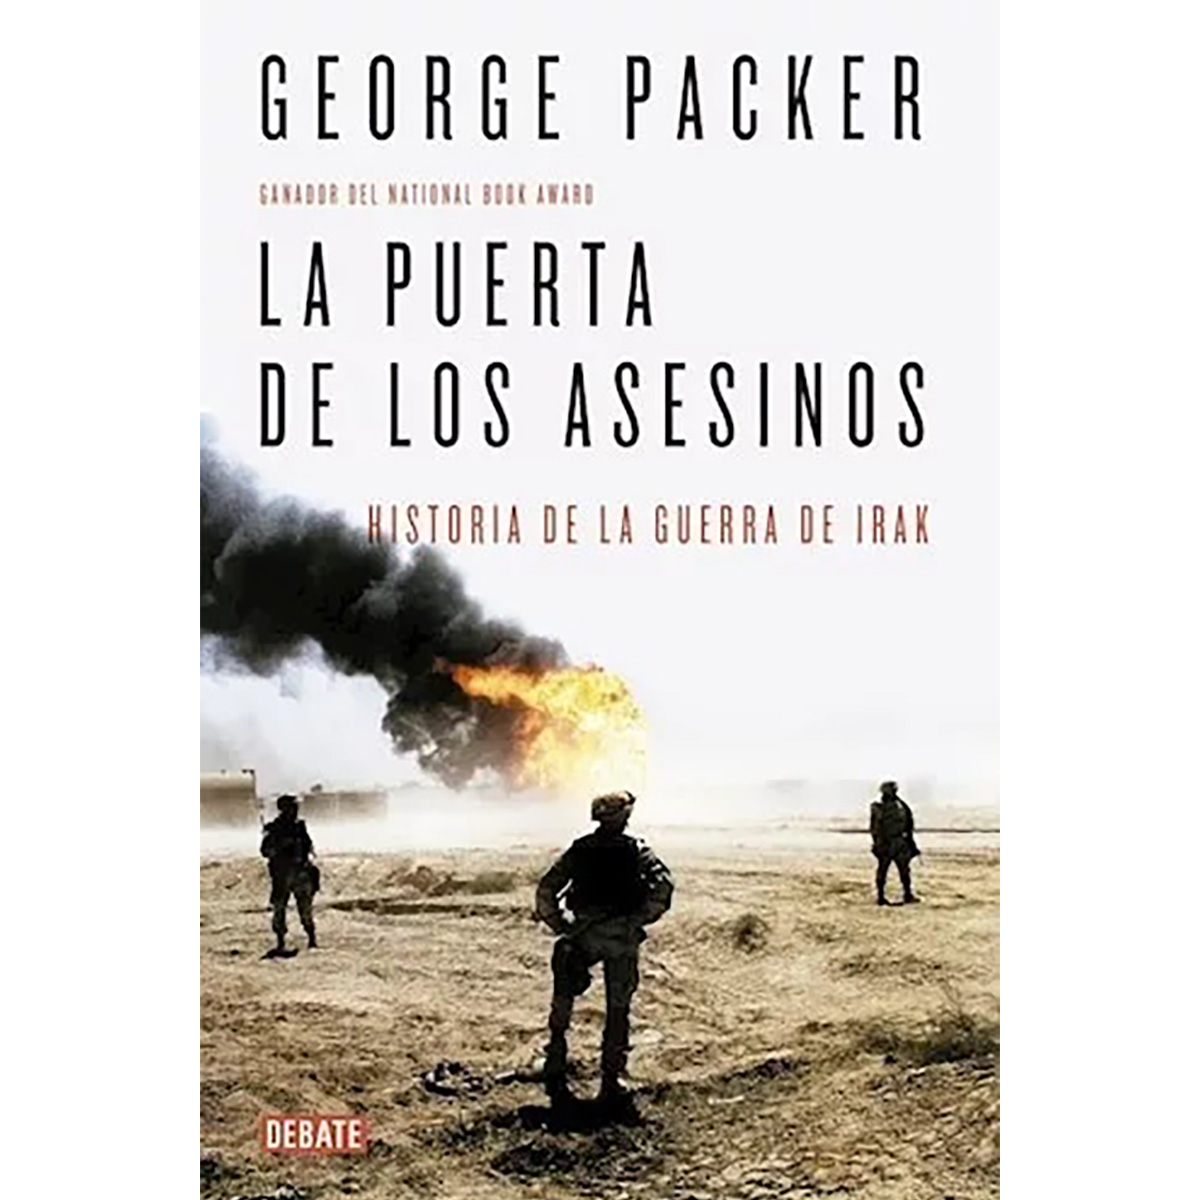 GEORGE PACKER
GANADOR DEL NATIONAL BOOK AWARD
LA PUERTA
DE LOS ASESINOS
HISTORIA DE LA GUERRA DE IRAK
DEBATE